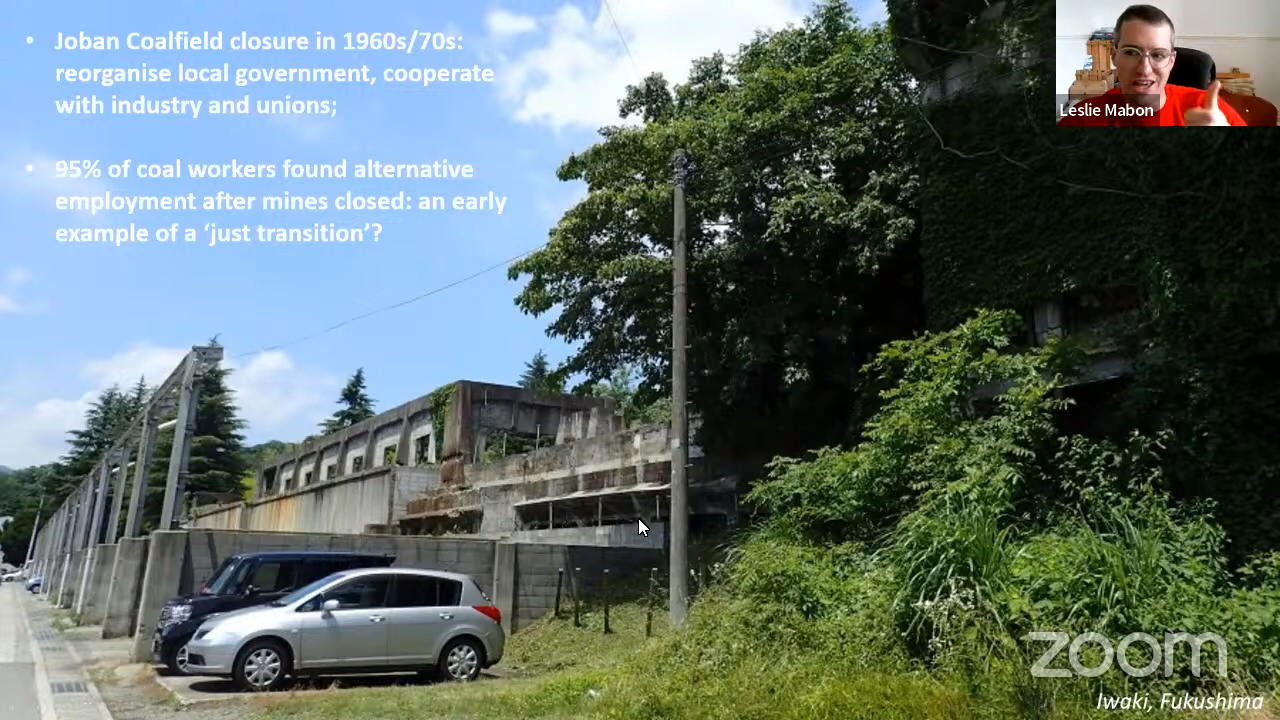 • Joban Coalfield closure in 1960s/70s:
reorganise local government, cooperate
with industry and unions;
• 95% of coal workers found alternative
employment after mines closed: an early
example of a ‘just transition’?
Leslie Mabon
zoom
Iwaki, Fukushima